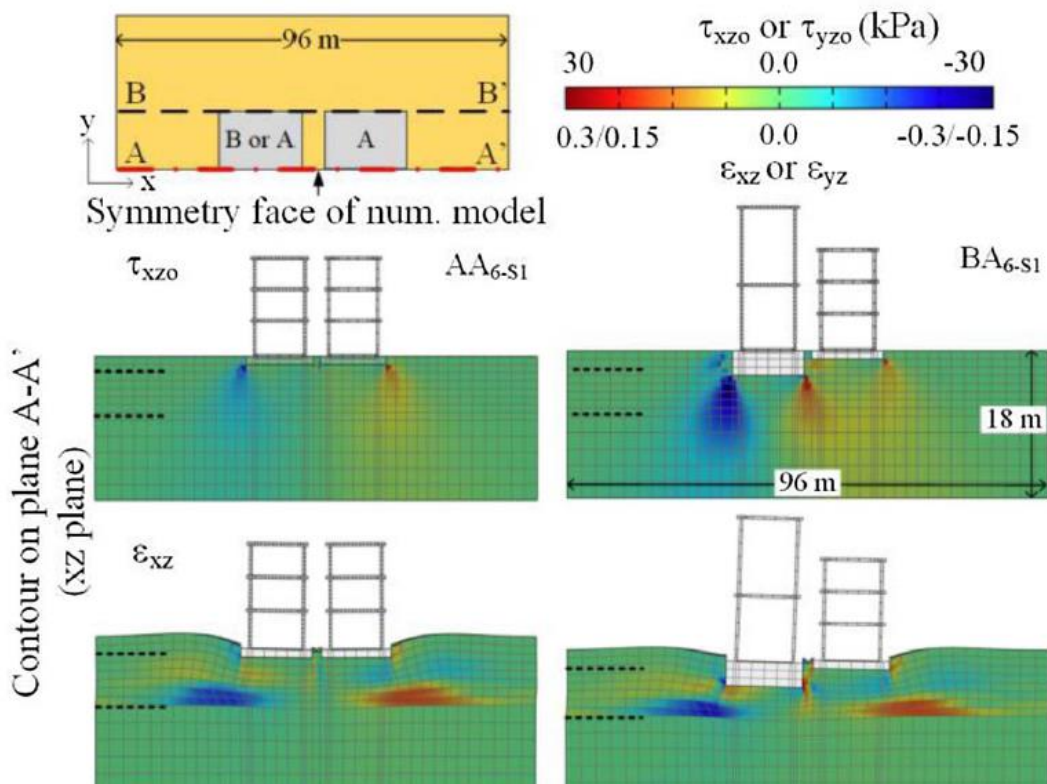 96 m
B
B'
B or A
A
A
A'
y
x
Symmetry face of num. model
τxzo or τyzo (kPa)
30
0.0
-30
0.3/0.15
0.0
-0.3/-0.15
εxz or εyz
Contour on plane A-A'
(xz plane)
τxzo
AA6-S1
BA6-S1
18 m
96 m
εxz